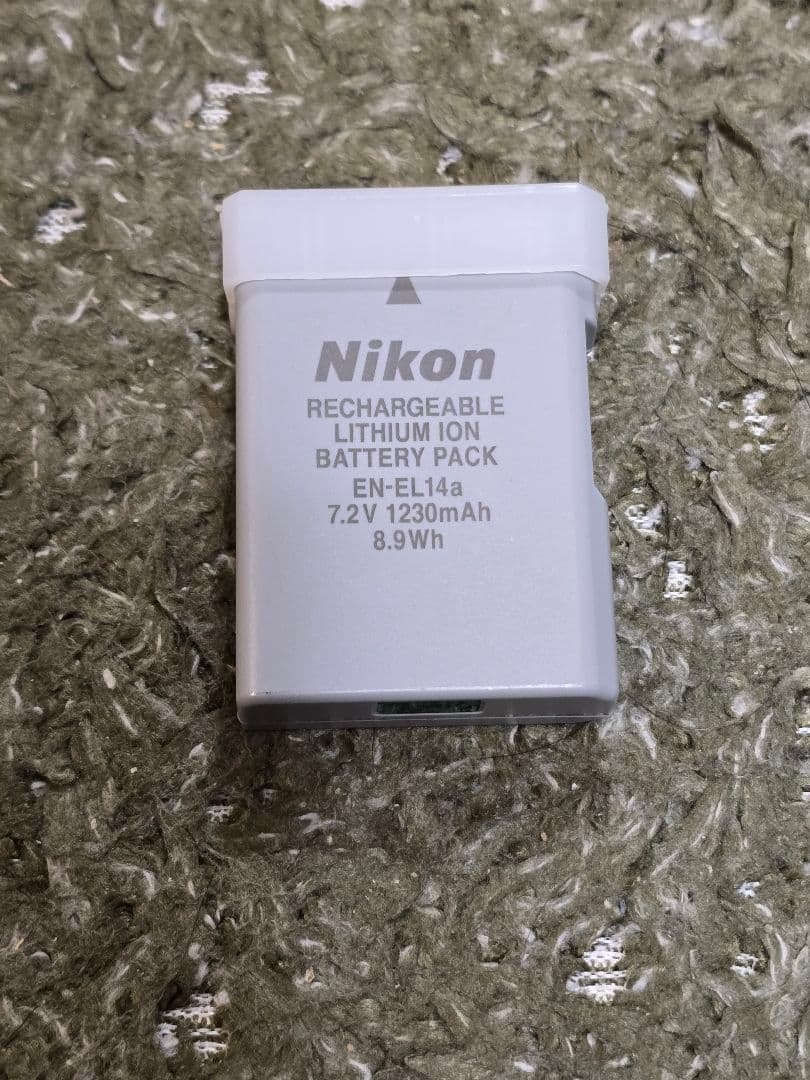 Nikon
RECHARGEABLE
LITHIUM ION
BATTERY PACK
EN-EL14a
7.2V 1230mAh
8.9Wh